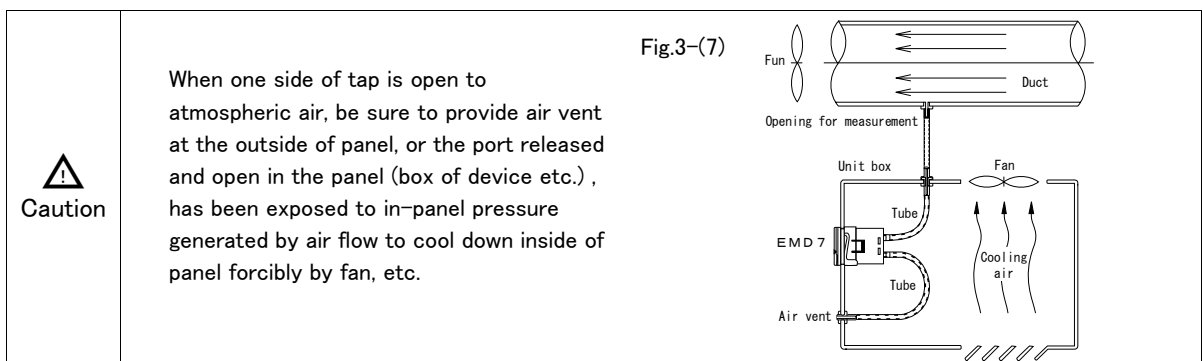 Caution
When one side of tap is open to
atmospheric air, be sure to provide air vent
at the outside of panel, or the port released
and open in the panel (box of device etc.) ,
has been exposed to in-panel pressure
generated by air flow to cool down inside of
panel forcibly by fan, etc.
Fig.3-(7)
Fun
Duct
Opening for measurement
Unit box
Fan
Tube
EMD7
Cooling
air
Tube
Air vent